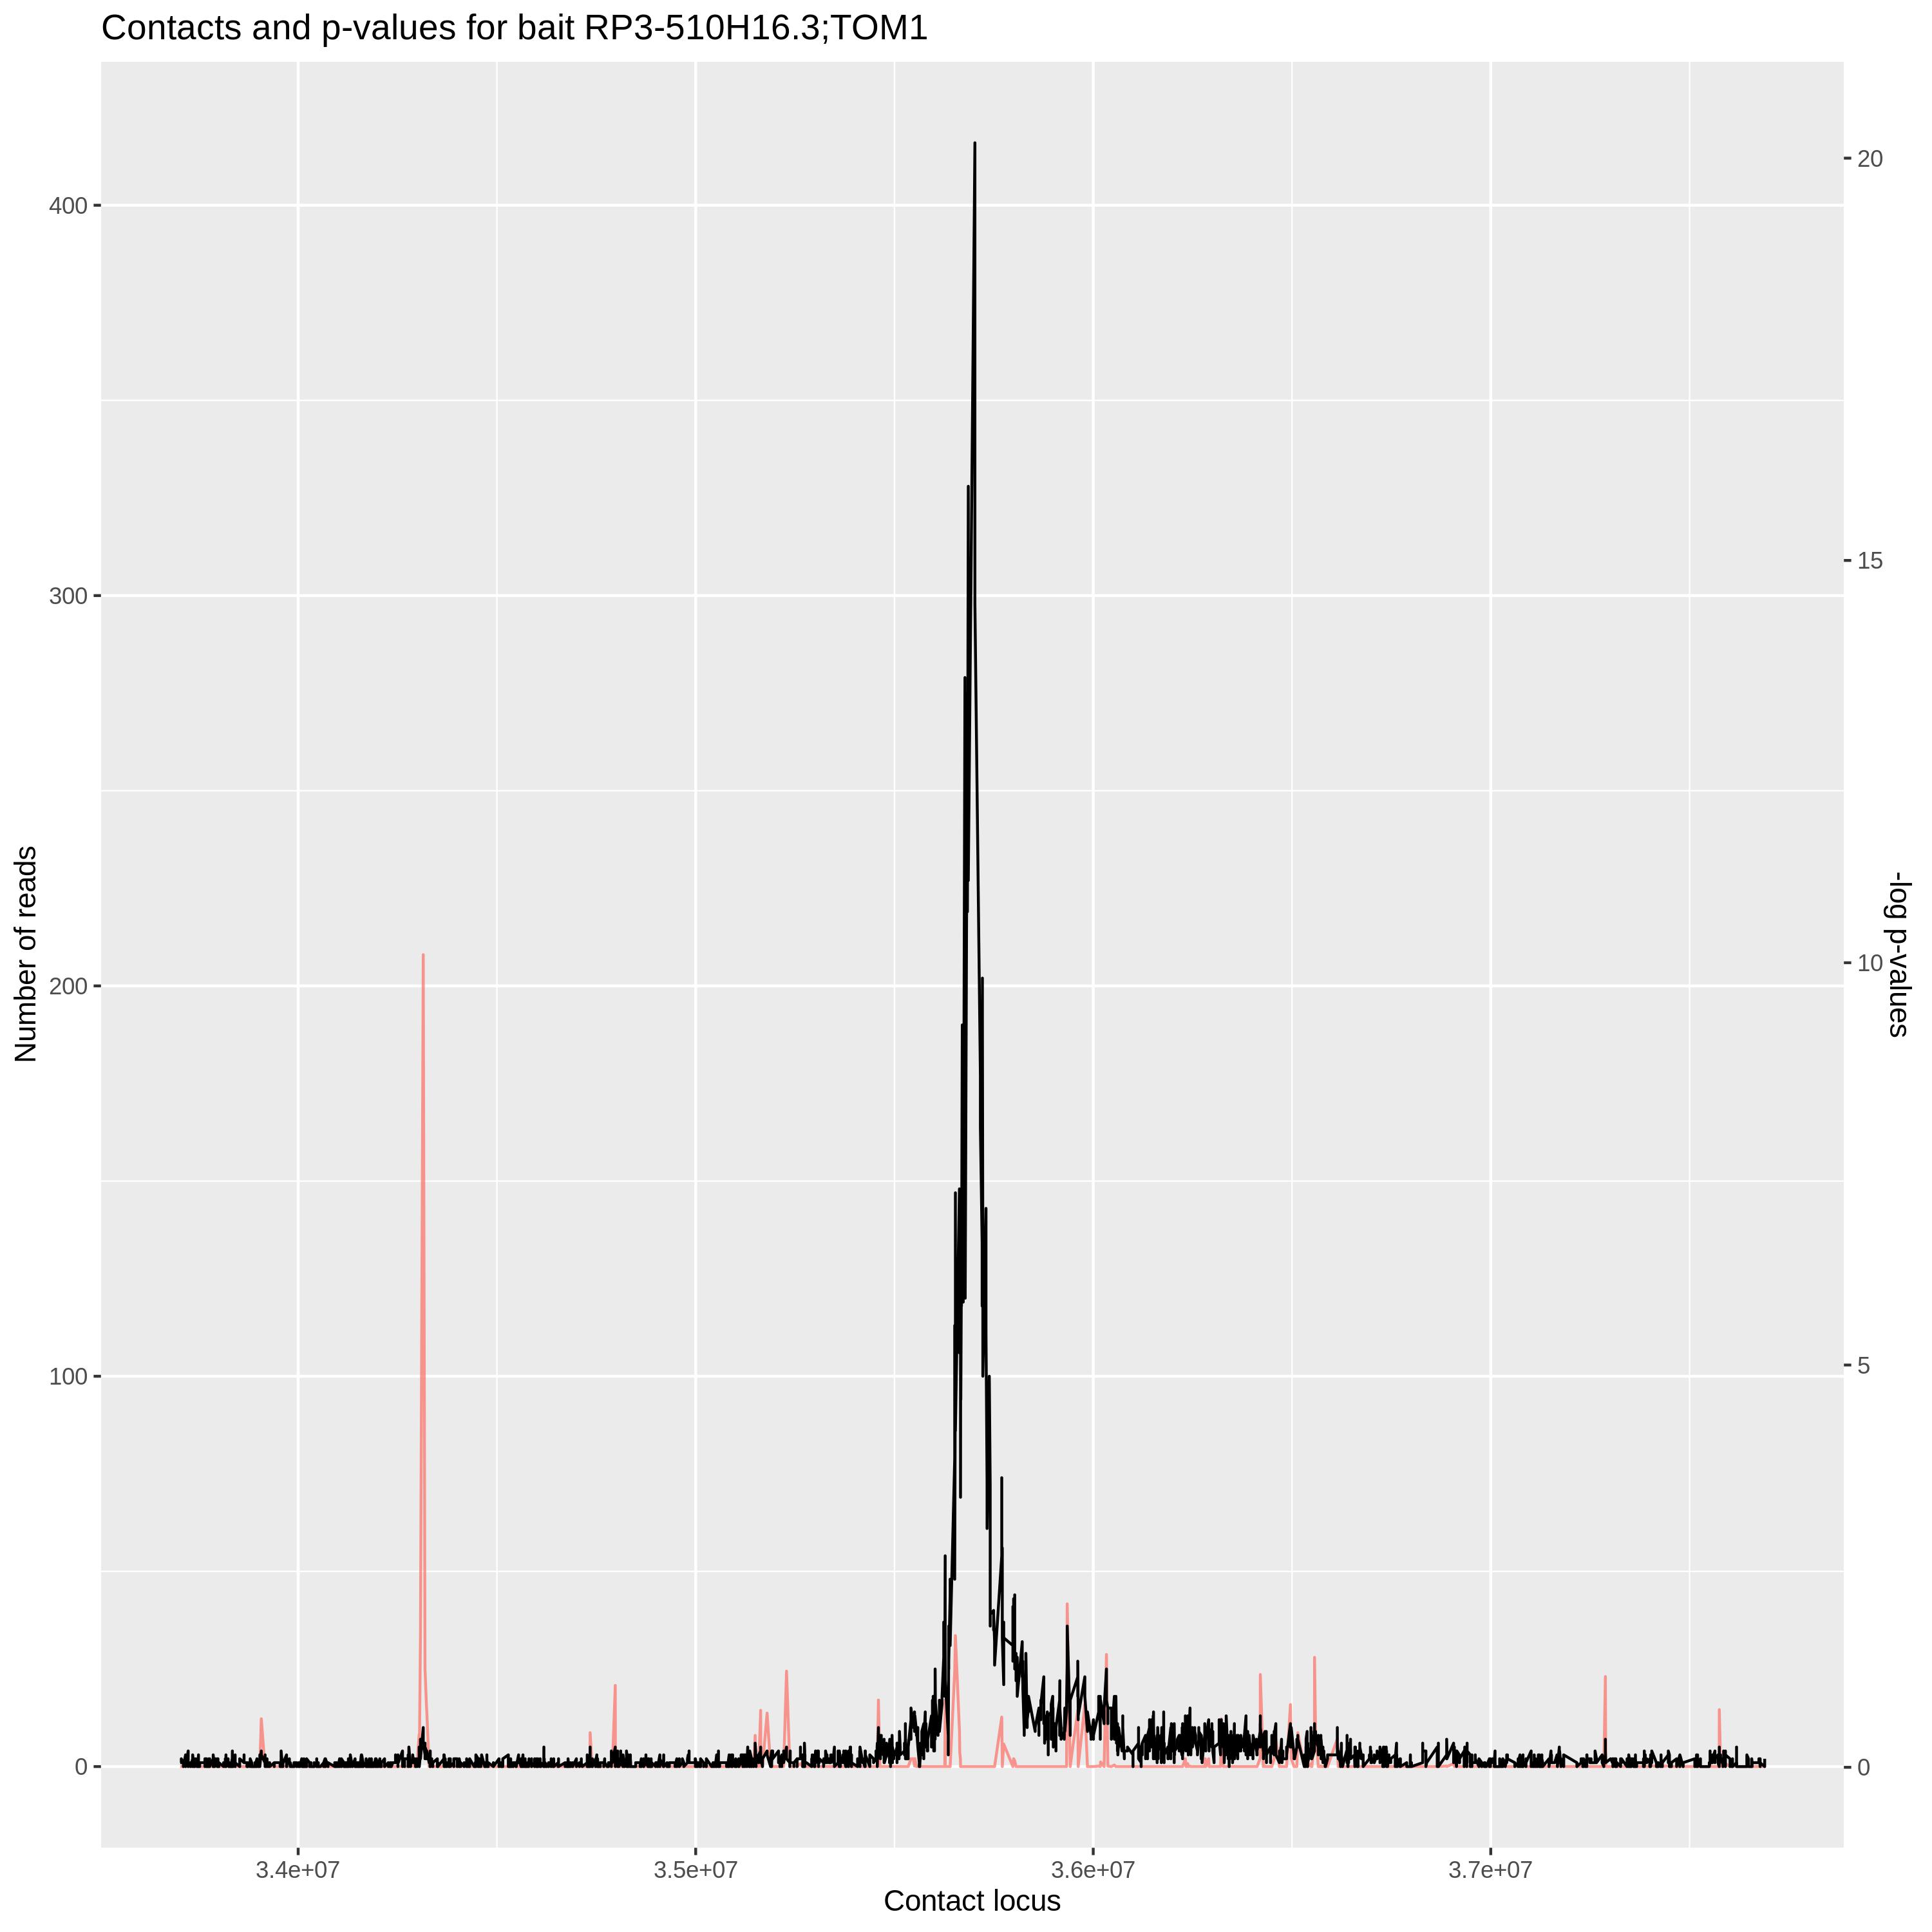 Contacts and p-values for bait RP3-510H16.3;TOM1
Number of reads
400
300
200
100
0
20
15
10
5
0
-log p-values
3.4e+07
3.5e+07
3.6e+07
3.7e+07
Contact locus